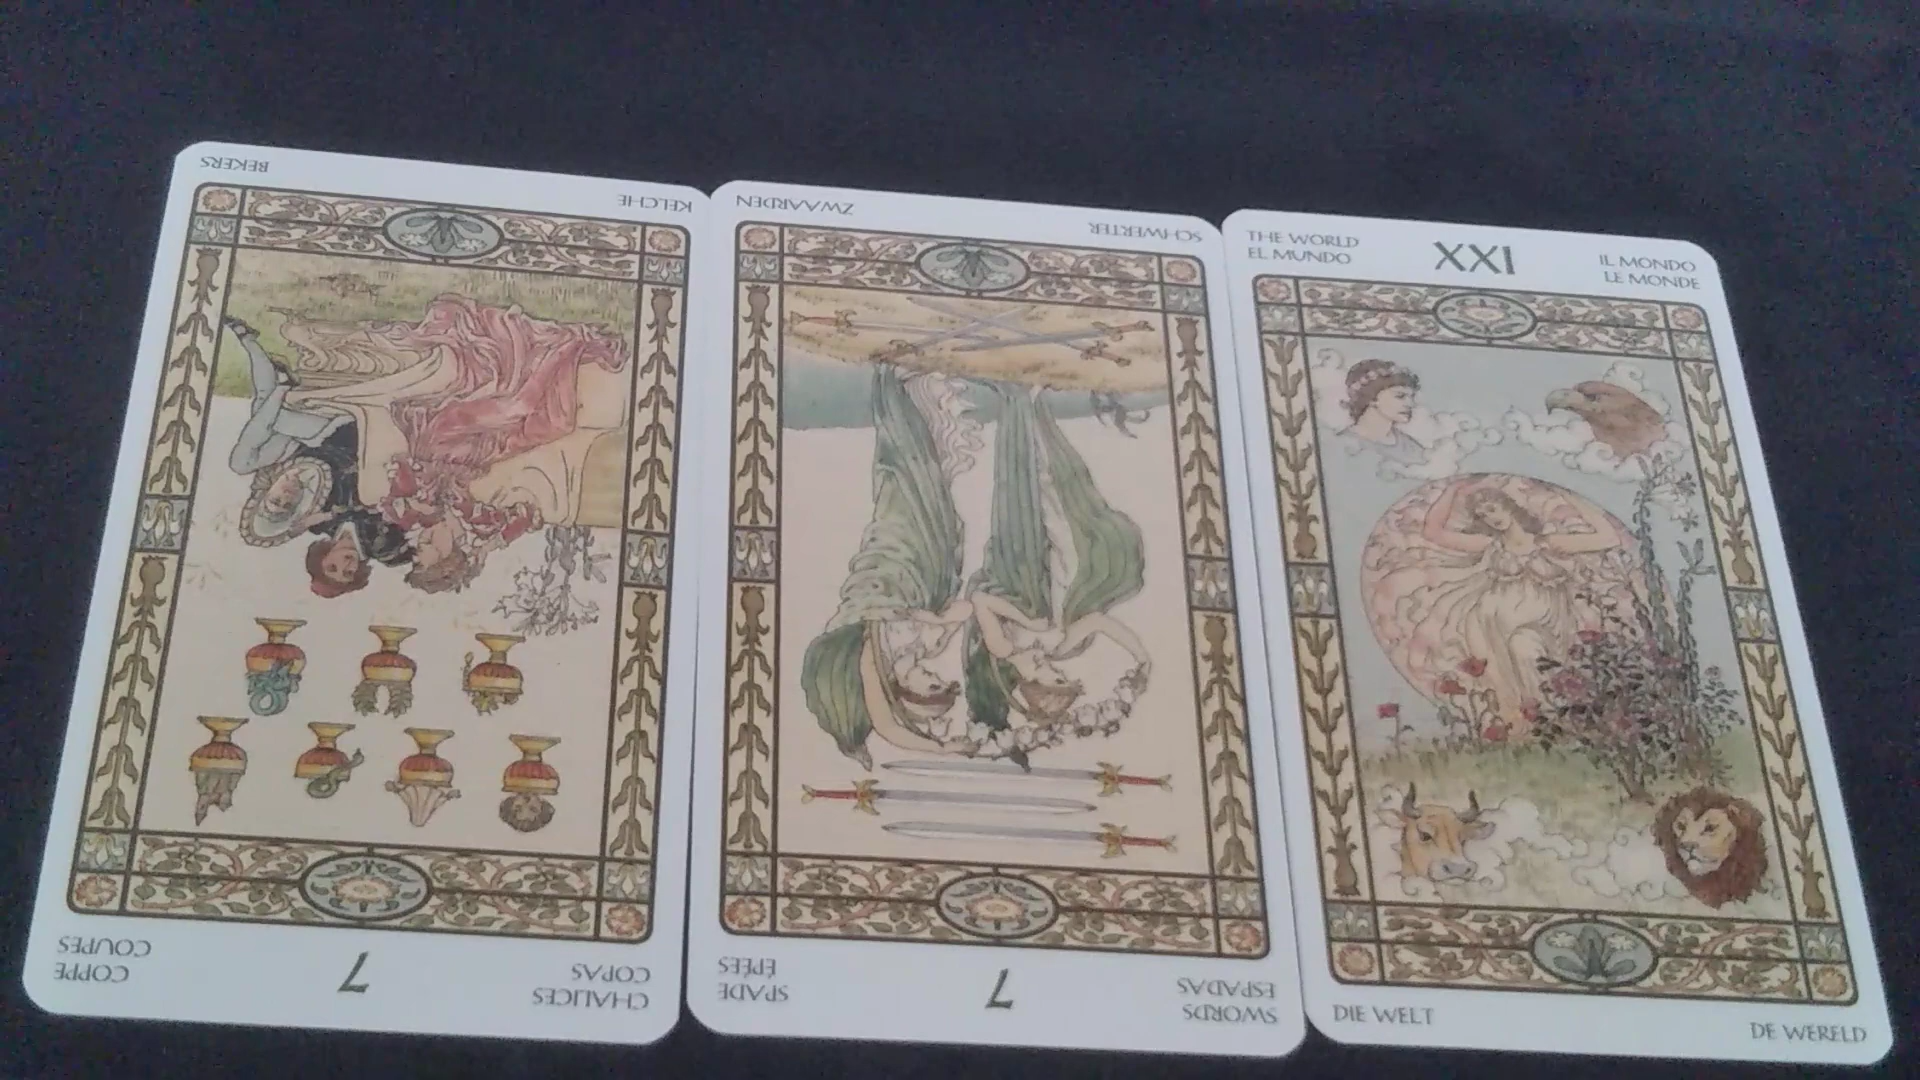 BEKERS
KELCHE
7
CHALICES
COPAS
COPPE
COUPES
ZWAARDEN
SCHWERTER
7
SWORDS
ESPADAS
SPADE
ÉPÉES
THE WORLD
EL MUNDO
XXI
IL MONDO
LE MONDE
DIE WELT
DE WERELD